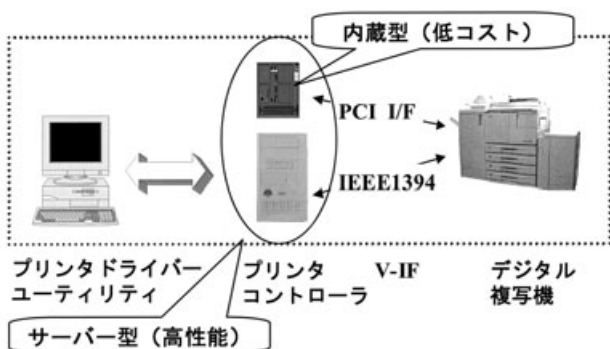 内蔵型（低コスト）
PCI I/F
IEEE1394
プリンタドライバー
ユーティリティ
プリンタ
コントローラ
V-IF
デジタル
複写機
サーバー型（高性能）